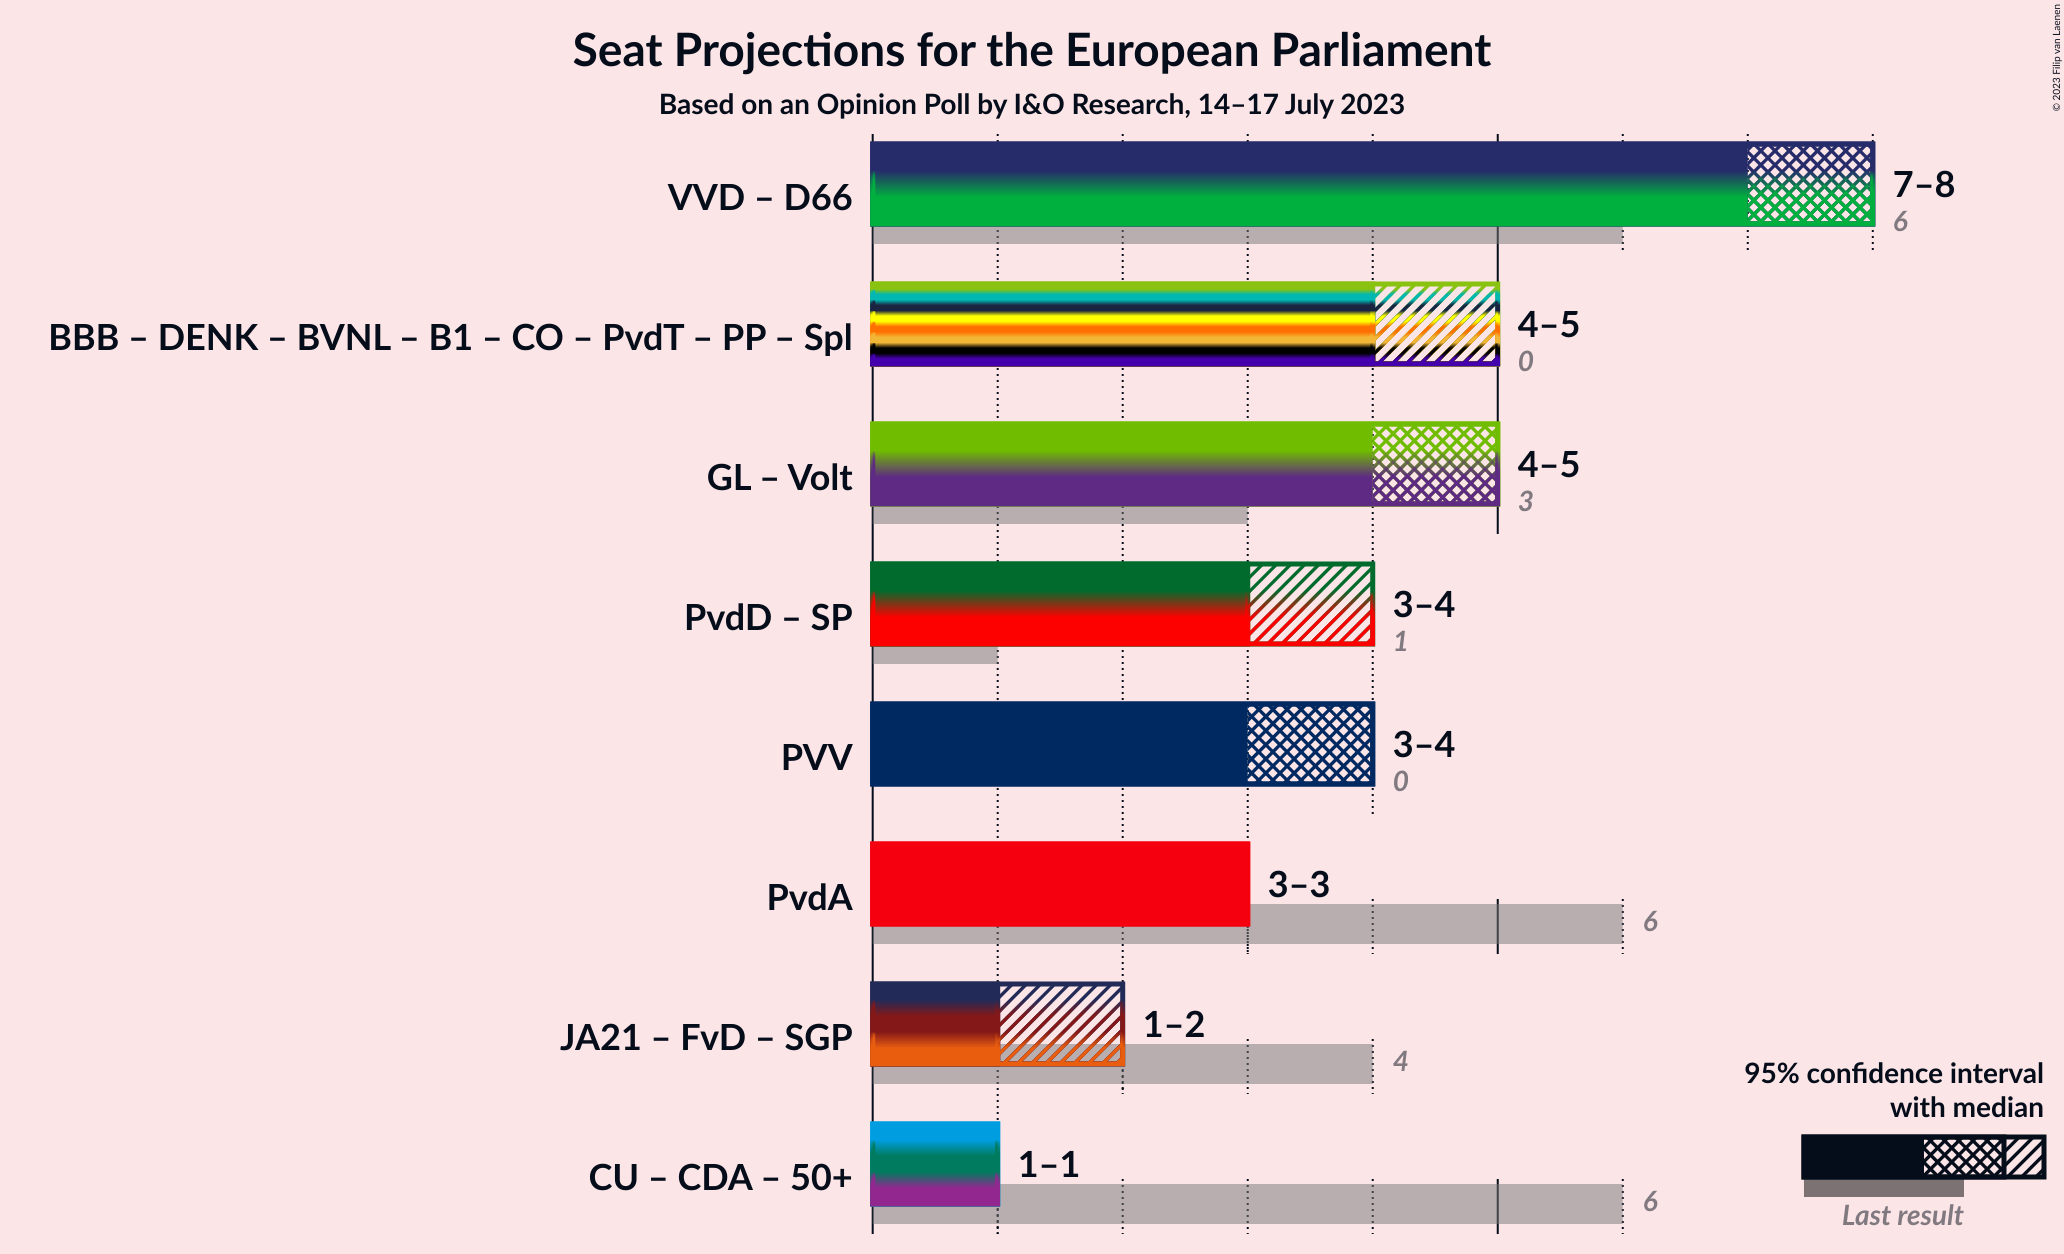 Seat Projections for the European Parliament
Based on an Opinion Poll by I&O Research, 14–17 July 2023
© 2023 Filip van Laenen
VVD – D66
7–8
6
BBB – DENK – BVNL – B1 – CO – PvdT – PP – Spl
4–5
0
GL – Volt
4–5
3
PvdD – SP
3–4
1
PVV
3–4
0
PvdA
3–3
6
JA21 – FvD – SGP
1–2
4
CU – CDA – 50+
1–1
6
95% confidence interval
with median
Last result